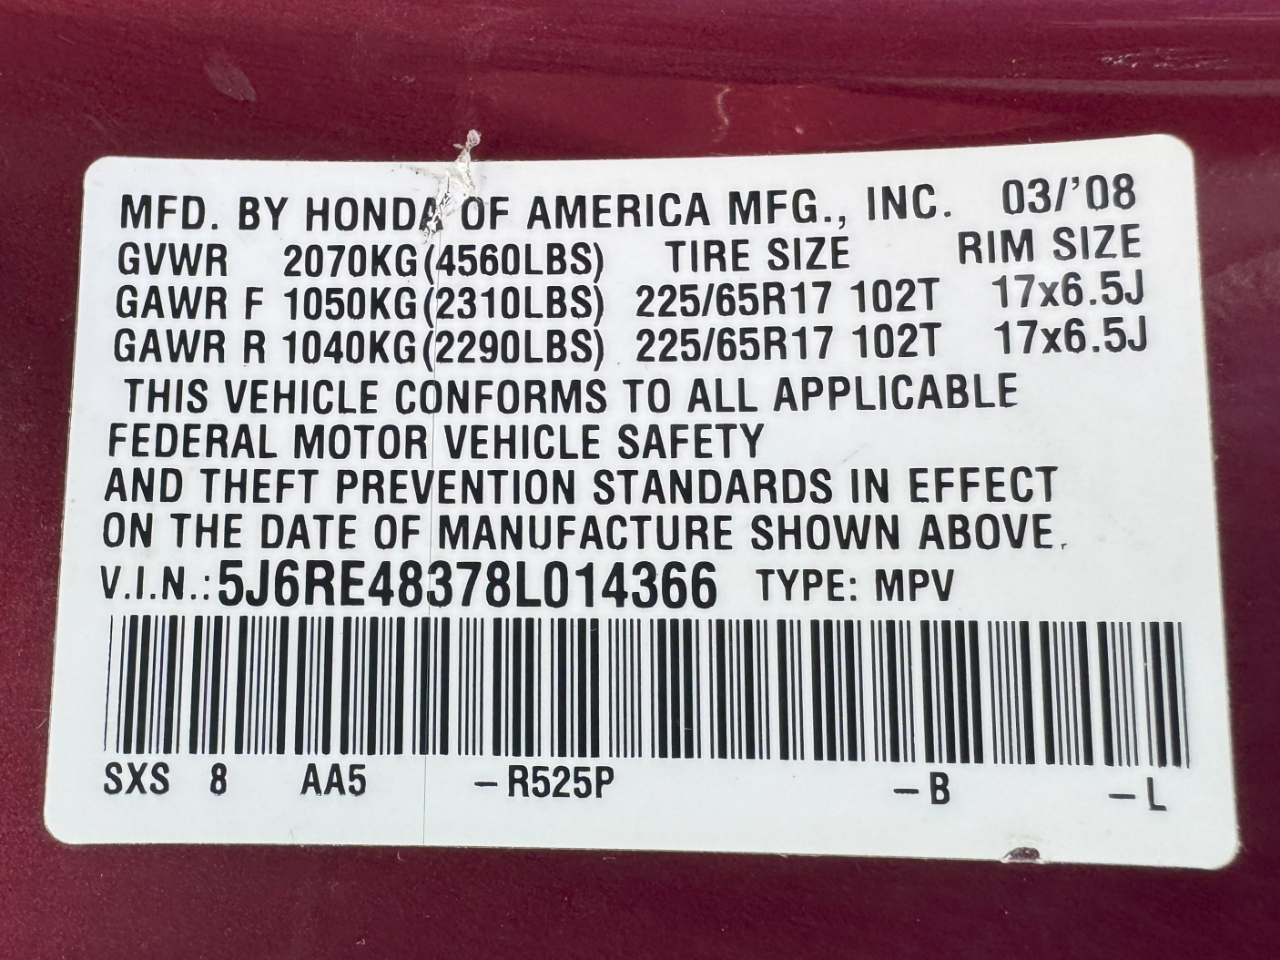 MFD. BY HONDA OF AMERICA MFG., INC. 03/'08
GVWR 2070KG(4560LBS) TIRE SIZE RIM SIZE
GAWR F 1050KG(2310LBS) 225/65R17 102T 17x6.5J
GAWR R 1040KG(2290LBS) 225/65R17 102T 17x6.5J
THIS VEHICLE CONFORMS TO ALL APPLICABLE
FEDERAL MOTOR VEHICLE SAFETY
AND THEFT PREVENTION STANDARDS IN EFFECT
ON THE DATE OF MANUFACTURE SHOWN ABOVE.
V.I.N.:5J6RE48378L014366 TYPE: MPV
SXS 8 AA5 -R525P -B -L